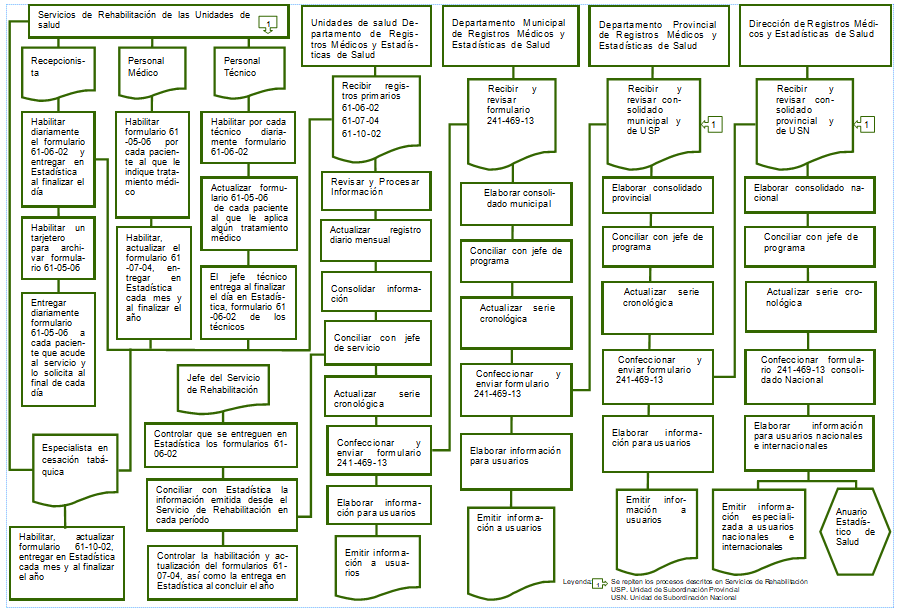 Servicios de Rehabilitación de las Unidades de
salud
1
Recepcionis-
ta
Habilitar
diariamente
el formulario
61-06-02 y
entregar en
Estadística
al finalizar el
día
Habilitar un
tarjetero
para archi-
var formula-
rio 61-05-06
Entregar
diariamente
formulario
61-05-06 a
cada pacien-
te que acude
al servicio y
lo solicita al
final de cada
día
Personal
Médico
Habilitar
formulario 61
-05-06 por
cada pacien-
te al que le
indique trata-
miento médi-
co
Habilitar,
actualizar el
formulario 61
-07-04, en-
tregar en
Estadística
cada mes y
al finalizar el
año
Personal
Técnico
Habilitar por cada
técnico diaria-
mente formulario
61-06-02
Actualizar formu-
lario 61-05-06
de cada paciente
al que le aplica
algún tratamiento
médico
El jefe técnico
entrega al finalizar
el día en Estadís-
tica, formulario 61
-06-02 de los
técnicos
Especialista en
cesación tabá-
quica
Habilitar, actualizar
formulario 61-10-02,
entregar en Estadística
cada mes y al finalizar
el año
Jefe del Servicio
de Rehabilitación
Controlar que se entreguen en
Estadística los formularios 61-
06-02
Conciliar con Estadística la
información emitida desde el
Servicio de Rehabilitación en
cada período
Controlar la habilitación y ac-
tualización del formularios 61-
07-04, así como la entrega en
Estadística al concluir el año
Unidades de salud De-
partamento de Regis-
tros Médicos y Estadís-
ticas de Salud
Recibir regis-
tros primarios
61-06-02
61-07-04
61-10-02
Revisar y Procesar
Información
Actualizar registro
diario mensual
Consolidar informa-
ción
Conciliar con jefe
de servicio
Actualizar serie
cronológica
Confeccionar y
enviar formulario
241-469-13
Elaborar informa-
ción para usuarios
Emitir informa-
ción a usua-
rios
Departamento Municipal
de Registros Médicos y
Estadísticas de Salud
Recibir y
revisar
formulario
241-469-13
Elaborar consoli-
dado municipal
Conciliar con jefe de
programa
Actualizar serie
cronológica
Confeccionar y
enviar formulario
241-469-13
Elaborar información
para usuarios
Emitir informa-
ción a usuarios
Departamento Provincial
de Registros Médicos y
Estadísticas de Salud
Recibir y
revisar con-
solidado
municipal y
de USP
1
Elaborar consolidado
provincial
Conciliar con jefe de
programa
Actualizar serie
cronológica
Confeccionar y
enviar formulario
241-469-13
Elaborar informa-
ción para usuarios
Emitir infor-
mación a
usuarios
Dirección de Registros Médi-
cos y Estadísticas de Salud
Recibir y
revisar con-
solidado
provincial y
de USN
1
Elaborar consolidado na-
cional
Conciliar con jefe de
programa
Actualizar serie cro-
nológica
Confeccionar formula-
rio 241-469-13 consoli-
dado Nacional
Elaborar información
para usuarios nacionales
e internacionales
Emitir infor-
mación especiali-
zada a usuarios
nacionales e
internacionales
Anuario
Estadís-
tico de
Salud
Leyenda: 1 Se repiten los procesos descritos en Servicios de Rehabilitación
USP. Unidad de Subordinación Provincial
USN. Unidad de Subordinación Nacional